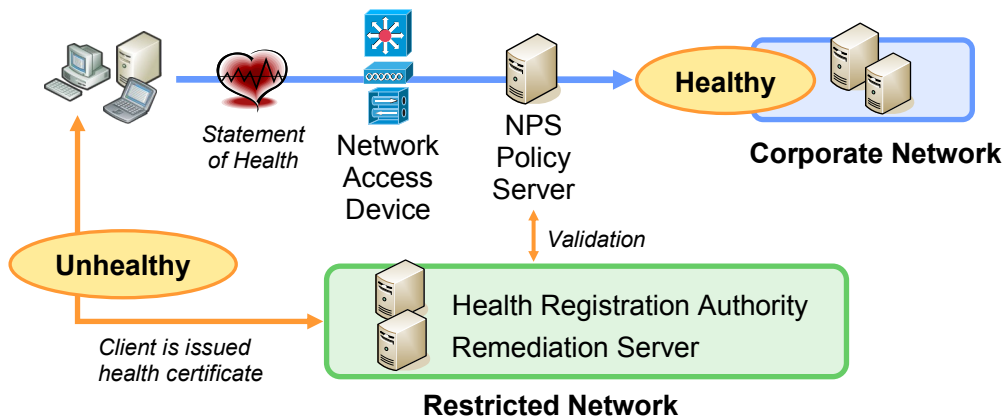 Statement
of Health
Network
Access
Device
NPS
Policy
Server
Healthy
Corporate Network
Validation
Unhealthy
Health Registration Authority
Remediation Server
Client is issued
health certificate
Restricted Network